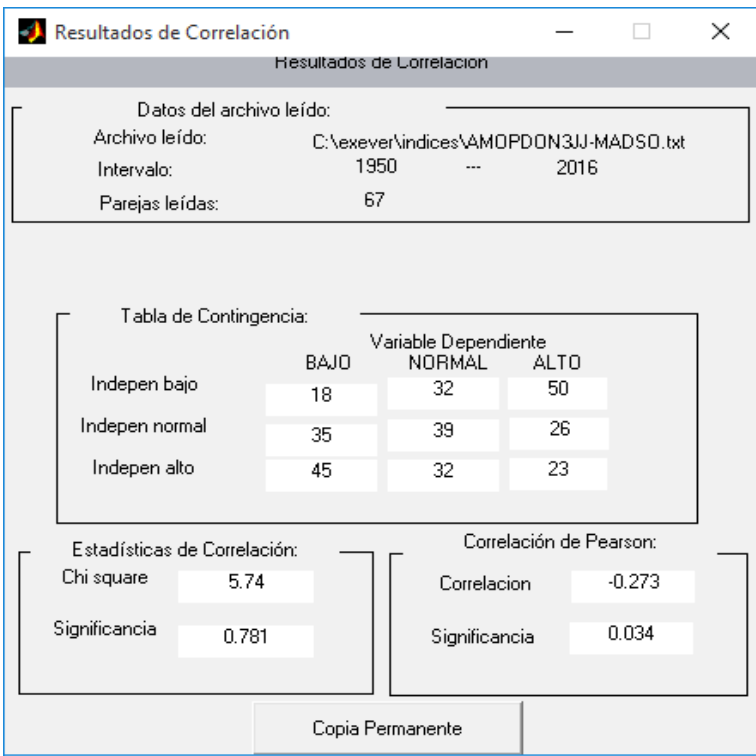 Resultados de Correlación
Resultados de Correlacion
Datos del archivo leído:
Archivo leído: C:\exever\indices\AMOPDON3JJ-MADSO.txt
Intervalo: 1950 --- 2016
Parejas leídas: 67
Tabla de Contingencia:
Variable Dependiente
BAJO NORMAL ALTO
Indepen bajo 18 32 50
Indepen normal 35 39 26
Indepen alto 45 32 23
Estadísticas de Correlación:
Chi square 5.74
Significancia 0.781
Correlación de Pearson:
Correlacion -0.273
Significancia 0.034
Copia Permanente